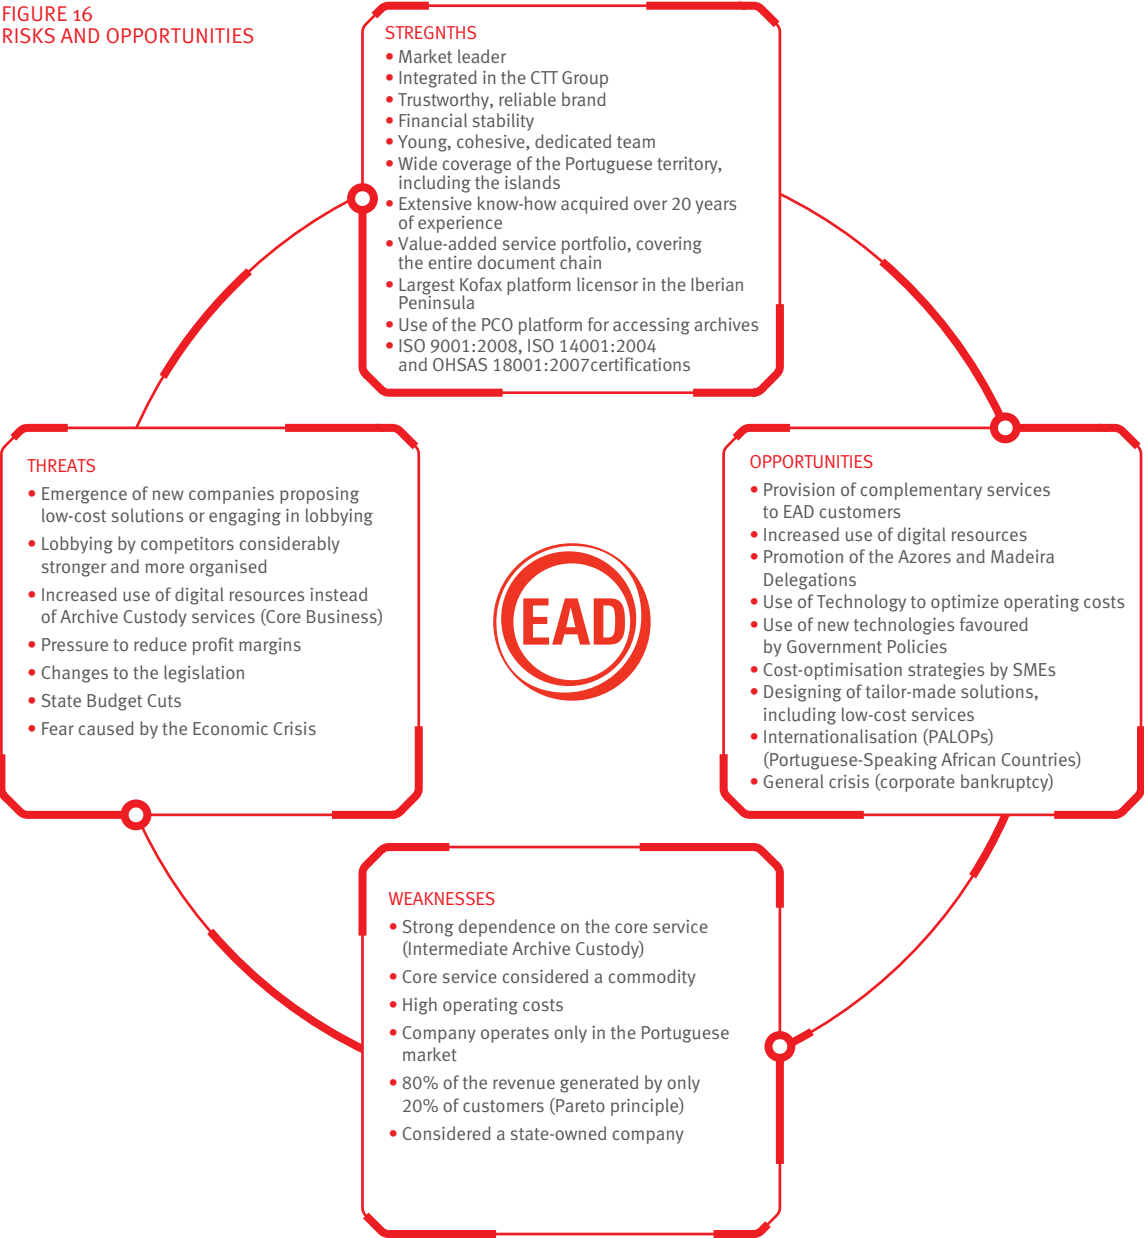 FIGURE 16
RISKS AND OPPORTUNITIES
STREGNTHS
• Market leader
• Integrated in the CTT Group
• Trustworthy, reliable brand
• Financial stability
• Young, cohesive, dedicated team
• Wide coverage of the Portuguese territory,
including the islands
• Extensive know-how acquired over 20 years
of experience
• Value-added service portfolio, covering
the entire document chain
• Largest Kofax platform licensor in the Iberian
Peninsula
• Use of the PCO platform for accessing archives
• ISO 9001:2008, ISO 14001:2004
and OHSAS 18001:2007certifications
THREATS
• Emergence of new companies proposing
low-cost solutions or engaging in lobbying
• Lobbying by competitors considerably
stronger and more organised
• Increased use of digital resources instead
of Archive Custody services (Core Business)
• Pressure to reduce profit margins
• Changes to the legislation
• State Budget Cuts
• Fear caused by the Economic Crisis
EAD
OPPORTUNITIES
• Provision of complementary services
to EAD customers
• Increased use of digital resources
• Promotion of the Azores and Madeira
Delegations
• Use of Technology to optimize operating costs
• Use of new technologies favoured
by Government Policies
• Cost-optimisation strategies by SMEs
• Designing of tailor-made solutions,
including low-cost services
• Internationalisation (PALOPs)
(Portuguese-Speaking African Countries)
• General crisis (corporate bankruptcy)
WEAKNESSES
• Strong dependence on the core service
(Intermediate Archive Custody)
• Core service considered a commodity
• High operating costs
• Company operates only in the Portuguese
market
• 80% of the revenue generated by only
20% of customers (Pareto principle)
• Considered a state-owned company